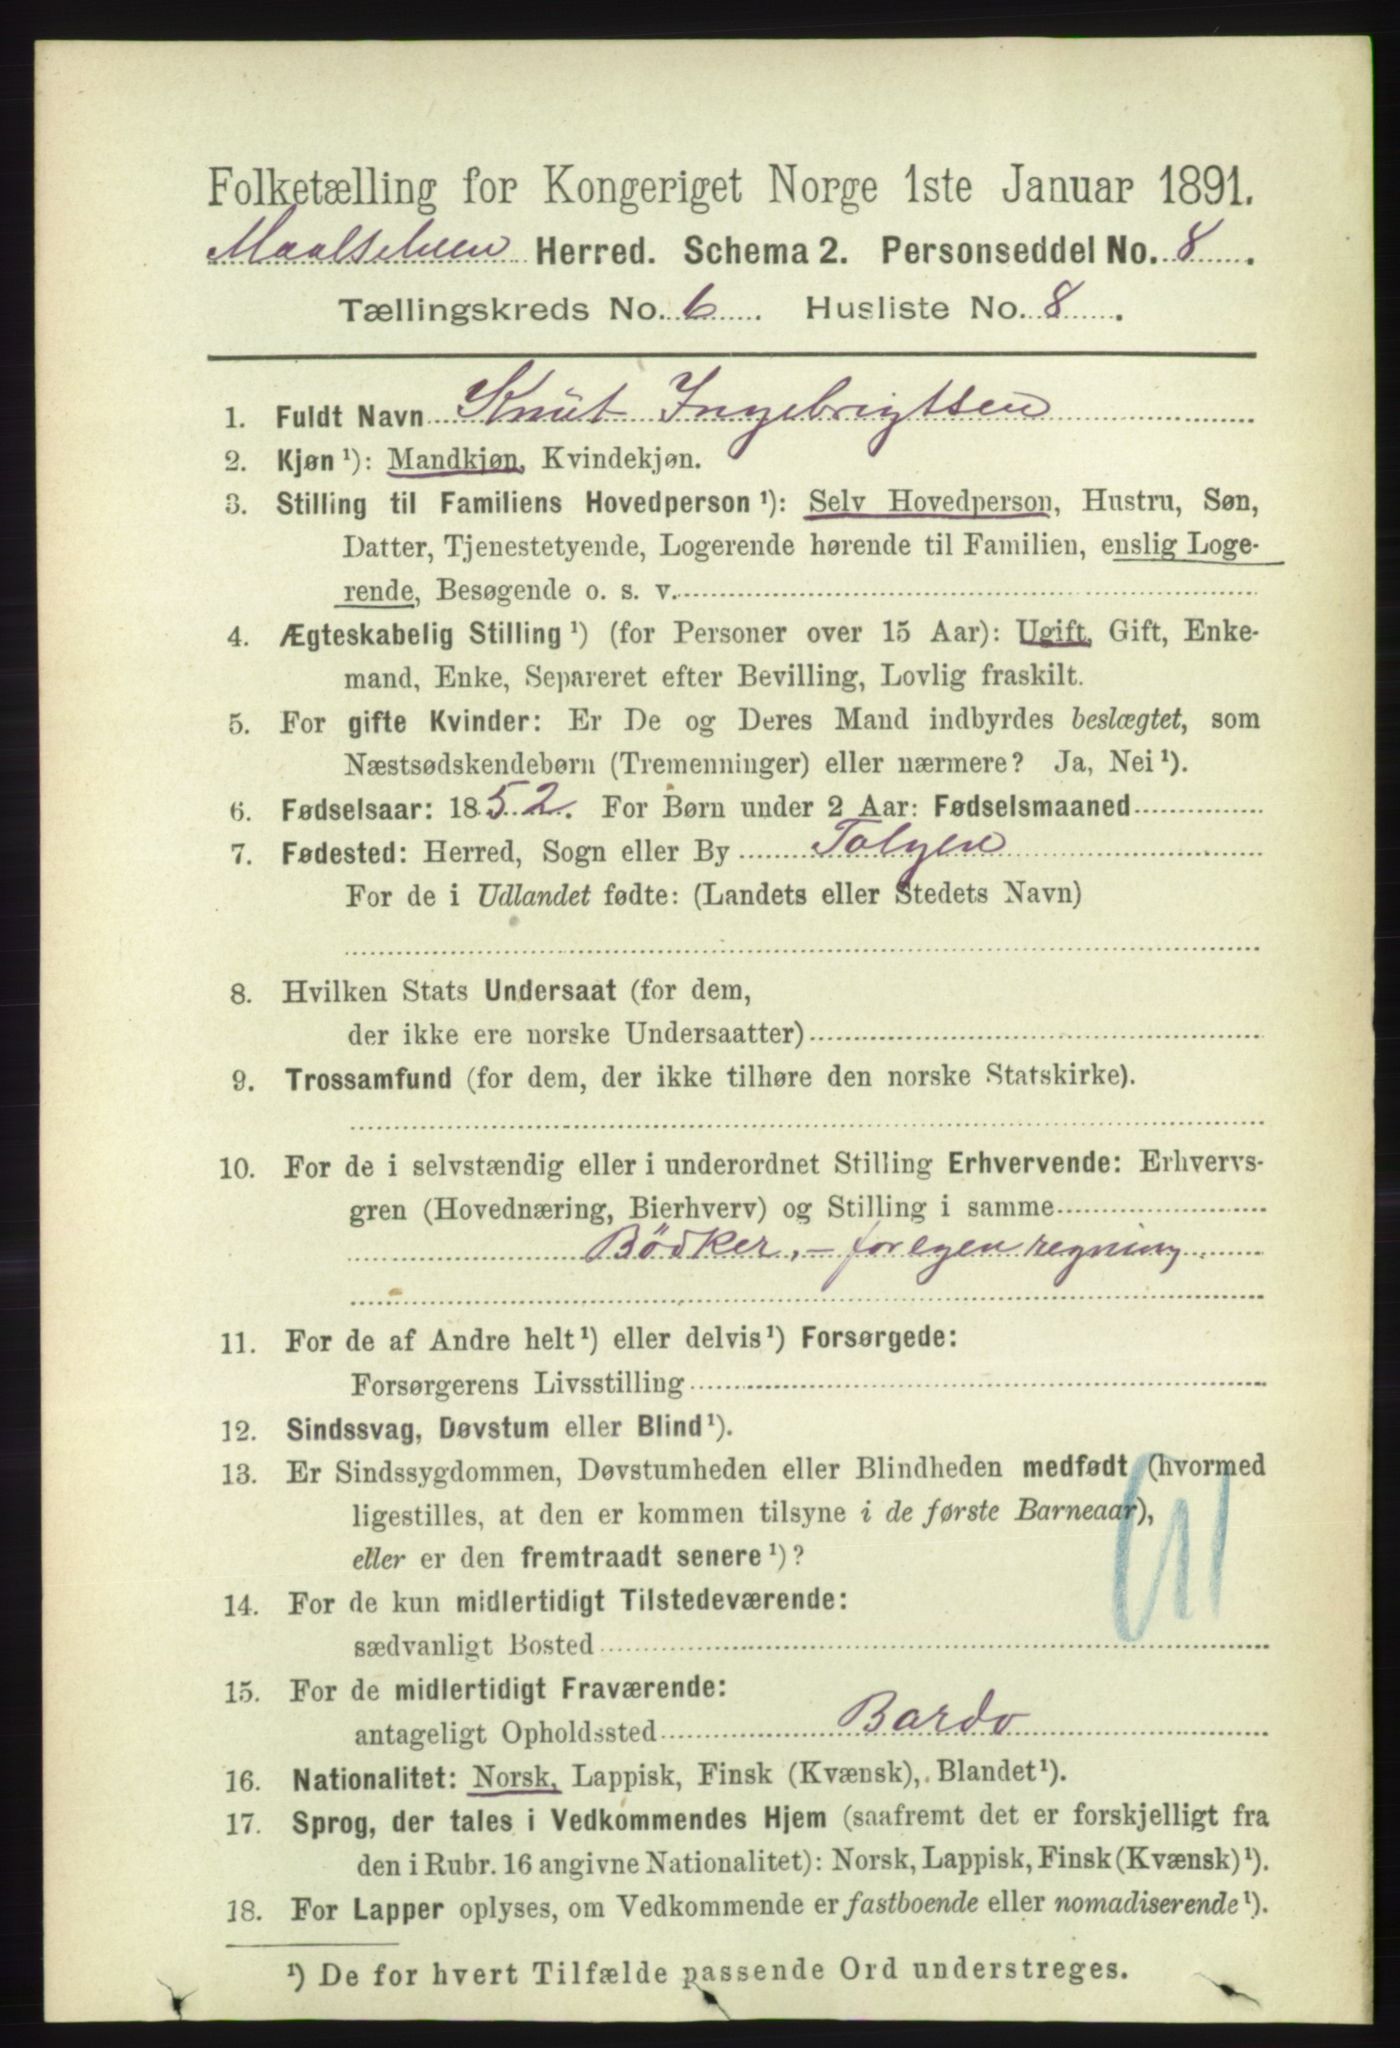 Folketælling for Kongeriget Norge 1ste Januar 1891.
Maalselven Herred. Schema 2. Personseddel No. 8.
Tællingskreds No. 6. Husliste No. 8.
1. Fuldt Navn Knut Ingebrigtsen
2. Kjøn ¹): Mandkjøn, Kvindekjøn.
3. Stilling til Familiens Hovedperson ¹): Selv Hovedperson, Hustru, Søn,
Datter, Tjenestetyende, Logerende hørende til Familien, enslig Loge-
rende, Besøgende o. s. v.
4. Ægteskabelig Stilling ¹) (for Personer over 15 Aar): Ugift, Gift, Enke-
mand, Enke, Separeret efter Bevilling, Lovlig fraskilt.
5. For gifte Kvinder: Er De og Deres Mand indbyrdes beslægtet, som
Næstsødskendebørn (Tremenninger) eller nærmere? Ja, Nei ¹).
6. Fødselsaar: 1852. For Børn under 2 Aar: Fødselsmaaned
7. Fødested: Herred, Sogn eller By Tolgen
For de i Udlandet fødte: (Landets eller Stedets Navn)
8. Hvilken Stats Undersaat (for dem,
der ikke ere norske Undersaatter)
9. Trossamfund (for dem, der ikke tilhøre den norske Statskirke).
10. For de i selvstændig eller i underordnet Stilling Erhvervende: Erhvervs-
gren (Hovednæring, Bierhverv) og Stilling i samme
Bödker, - for egen regning
11. For de af Andre helt ¹) eller delvis ¹) Forsørgede:
Forsørgerens Livsstilling
12. Sindssvag, Døvstum eller Blind ¹).
13. Er Sindssygdommen, Døvstumheden eller Blindheden medfødt (hvormed
ligestilles, at den er kommen tilsyne i de første Barneaar),
eller er den fremtraadt senere ¹)?
14. For de kun midlertidigt Tilstedeværende:
sædvanligt Bosted
15. For de midlertidigt Fraværende:
antageligt Opholdssted Bardo
16. Nationalitet: Norsk, Lappisk, Finsk (Kvænsk), Blandet ¹).
17. Sprog, der tales i Vedkommendes Hjem (saafremt det er forskjelligt fra
den i Rubr. 16 angivne Nationalitet): Norsk, Lappisk, Finsk (Kvænsk) ¹).
18. For Lapper oplyses, om Vedkommende er fastboende eller nomadiserende ¹).
¹) De for hvert Tilfælde passende Ord understreges.